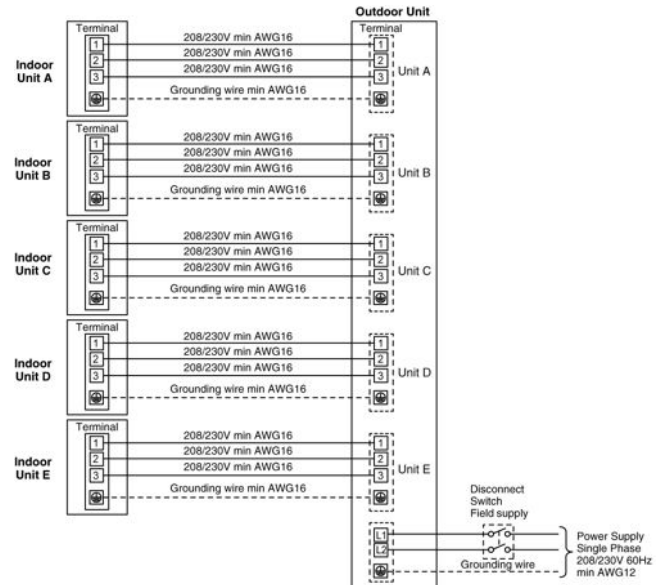 Outdoor Unit
Terminal
Terminal
Indoor
Unit A
1
208/230V min AWG16
1
2
208/230V min AWG16
2
3
208/230V min AWG16
3
Unit A
Grounding wire min AWG16
Terminal
Indoor
Unit B
1
208/230V min AWG16
1
2
208/230V min AWG16
2
3
208/230V min AWG16
3
Unit B
Grounding wire min AWG16
Terminal
Indoor
Unit C
1
208/230V min AWG16
1
2
208/230V min AWG16
2
3
208/230V min AWG16
3
Unit C
Grounding wire min AWG16
Terminal
Indoor
Unit D
1
208/230V min AWG16
1
2
208/230V min AWG16
2
3
208/230V min AWG16
3
Unit D
Grounding wire min AWG16
Terminal
Indoor
Unit E
1
208/230V min AWG16
1
2
208/230V min AWG16
2
3
208/230V min AWG16
3
Unit E
Grounding wire min AWG16
Disconnect
Switch
Field supply
L1
L2
Grounding wire
Power Supply
Single Phase
208/230V 60Hz
min AWG12